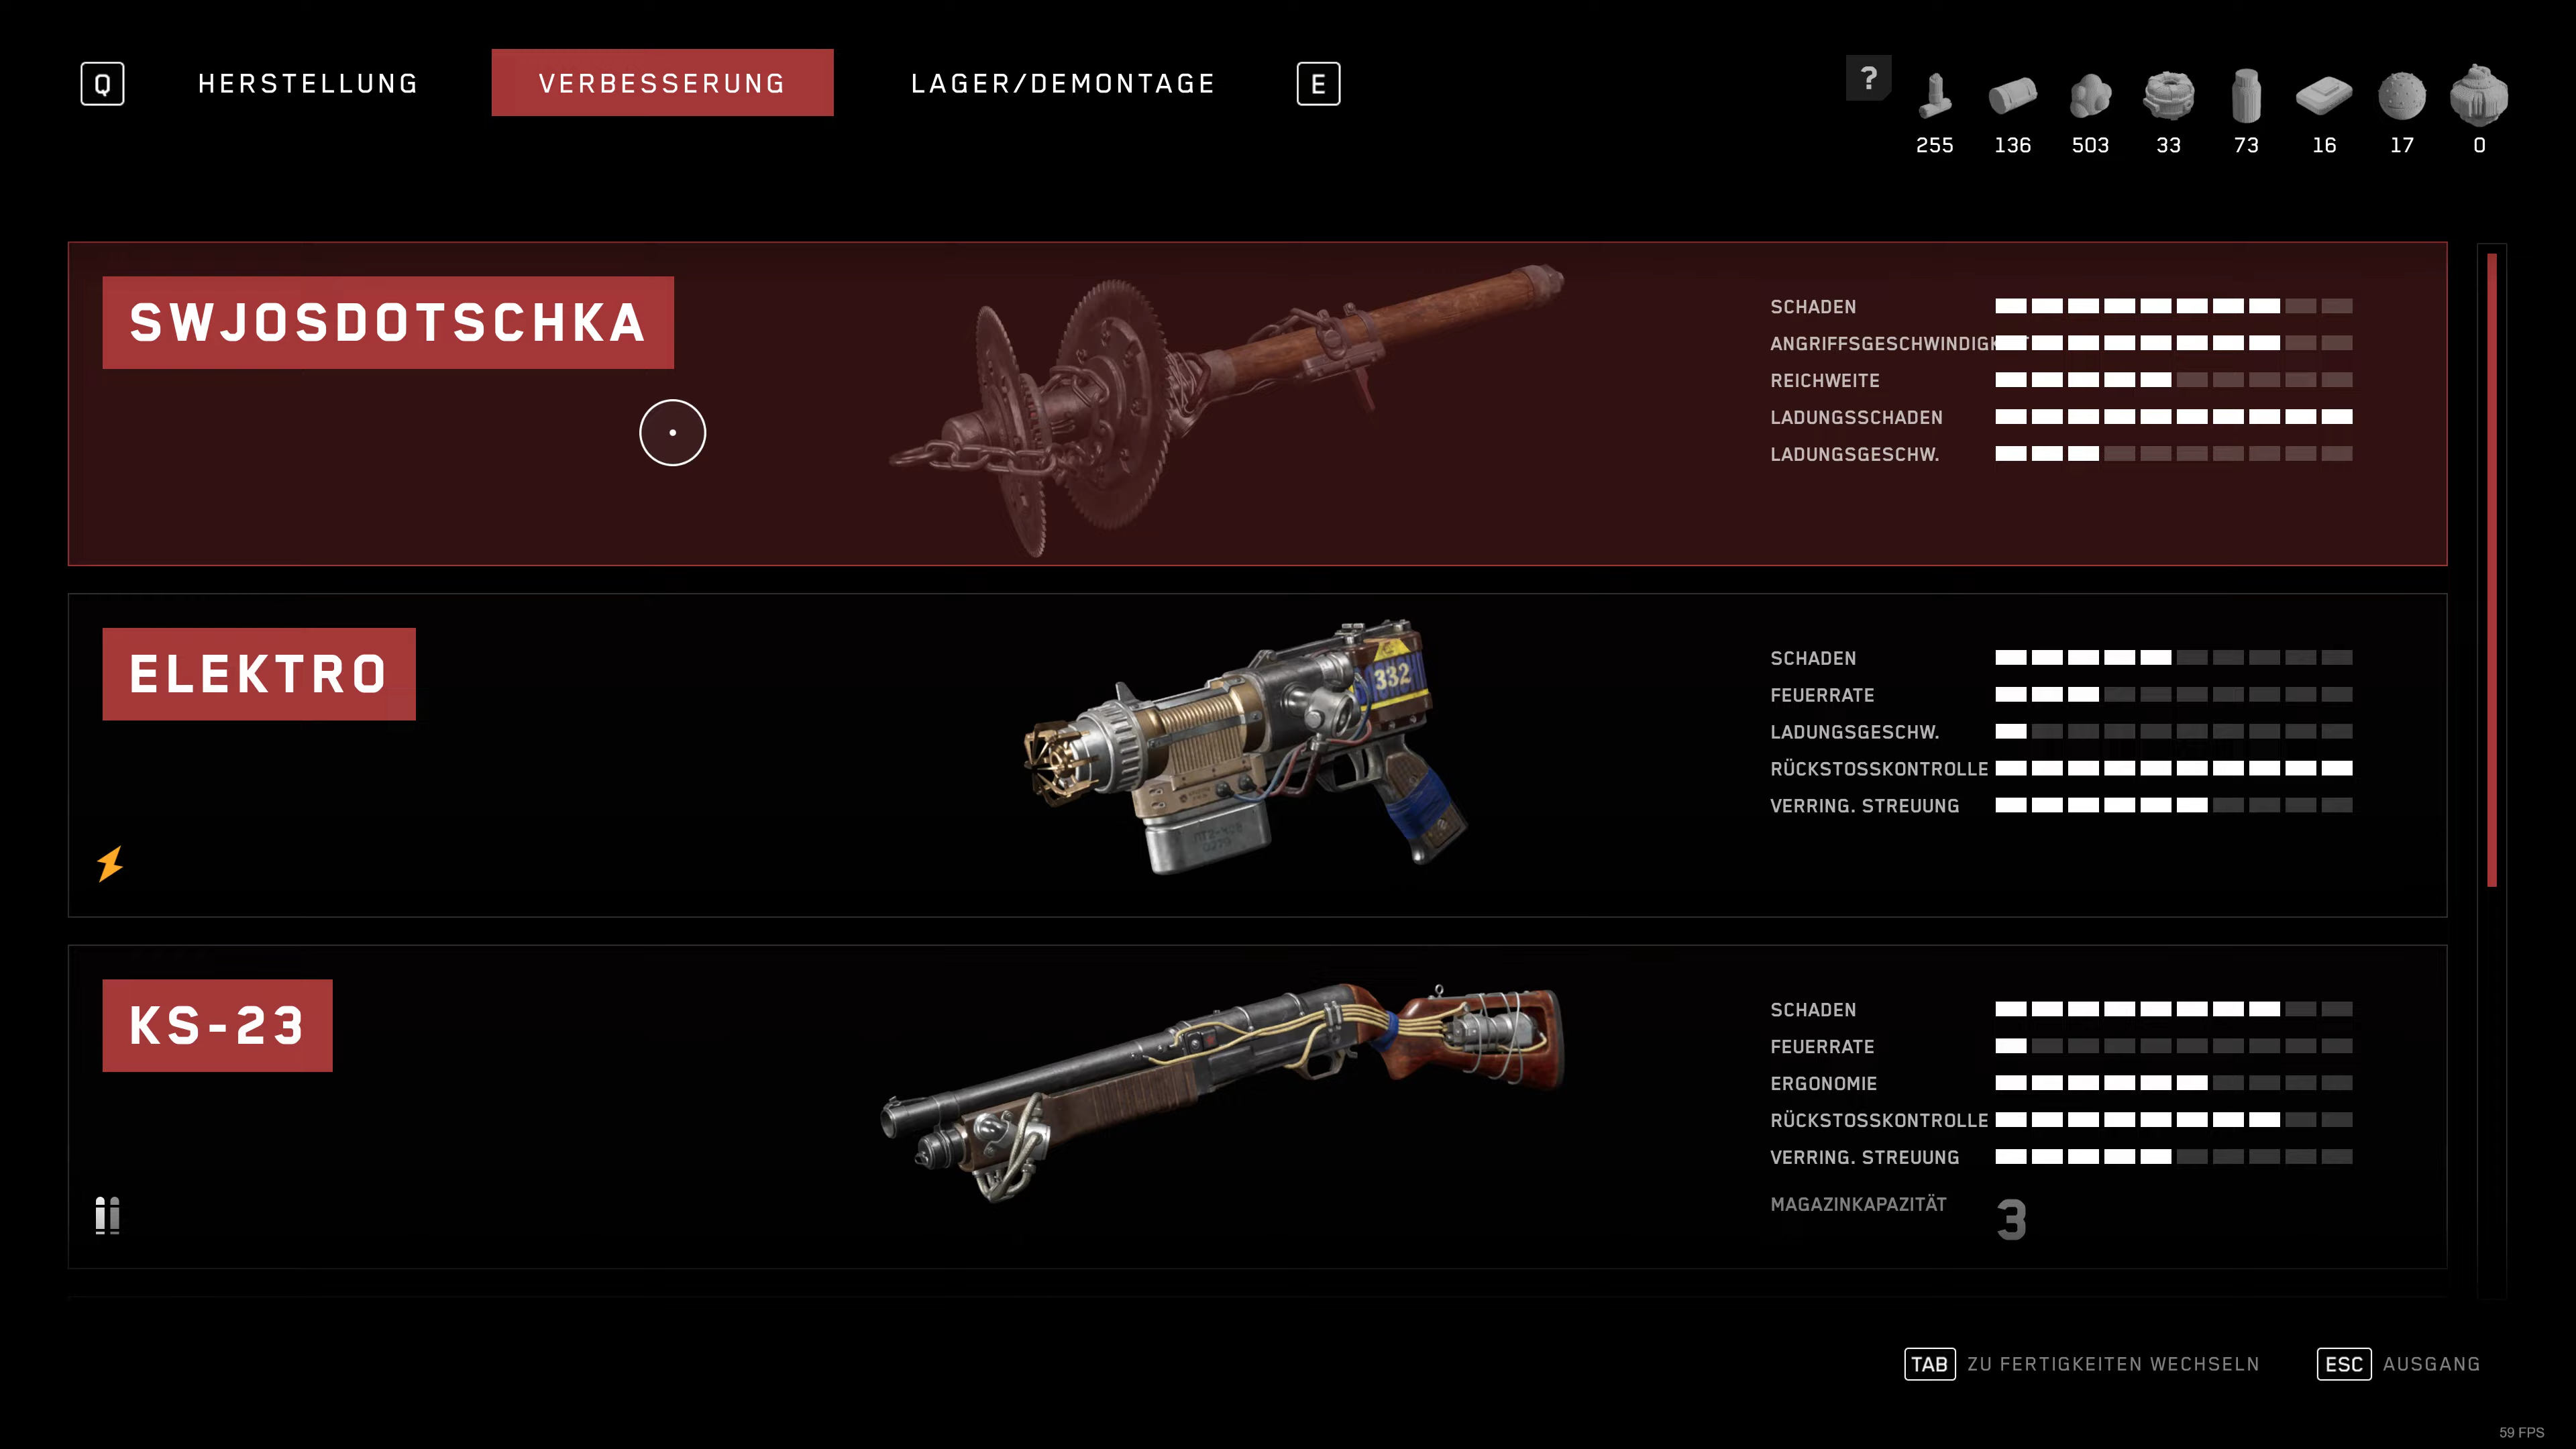 Q HERSTELLUNG VERBESSERUNG LAGER/DEMONTAGE E
?
255 136 503 33 73 16 17 0
SWJOSDOTSCHKA
SCHADEN
ANGRIFFSGESCHWINDIGK
REICHWEITE
LADUNGSSCHADEN
LADUNGSGESCHW.
ELEKTRO
332
SCHADEN
FEUERRATE
LADUNGSGESCHW.
RÜCKSTOSSKONTROLLE
VERRING. STREUUNG
KS-23
SCHADEN
FEUERRATE
ERGONOMIE
RÜCKSTOSSKONTROLLE
VERRING. STREUUNG
MAGAZINKAPAZITÄT 3
TAB ZU FERTIGKEITEN WECHSELN ESC AUSGANG
59 FPS